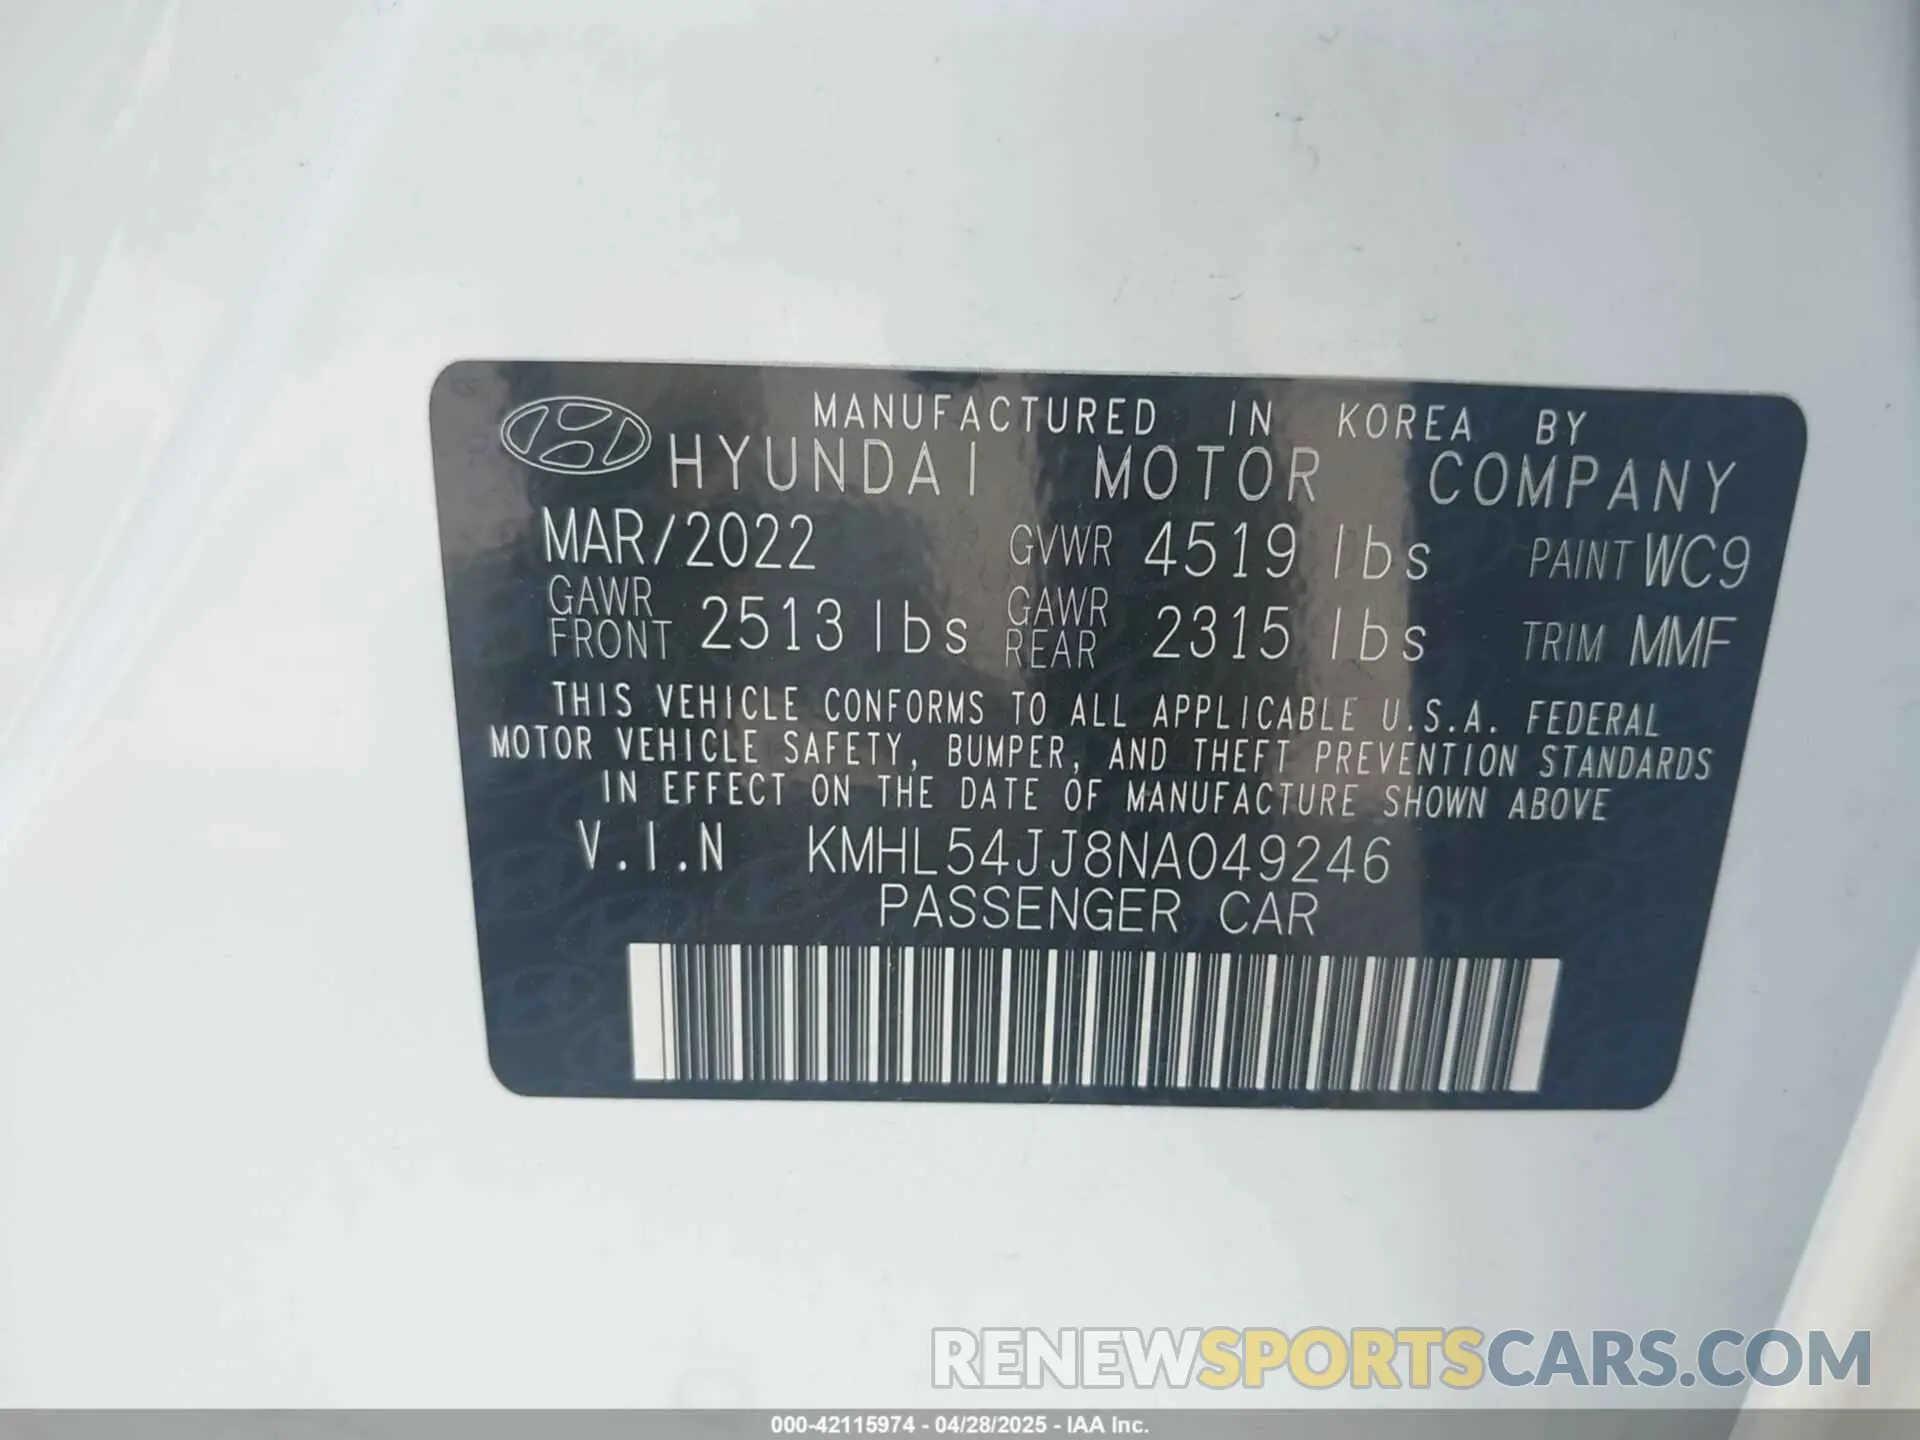 MANUFACTURED IN KOREA BY
HYUNDAI MOTOR COMPANY
MAR/2022 GVWR 4519 lbs PAINT WC9
GAWR FRONT 2513 lbs GAWR REAR 2315 lbs TRIM MMF
THIS VEHICLE CONFORMS TO ALL APPLICABLE U.S.A. FEDERAL
MOTOR VEHICLE SAFETY, BUMPER, AND THEFT PREVENTION STANDARDS
IN EFFECT ON THE DATE OF MANUFACTURE SHOWN ABOVE
V.I.N KMHL54JJ8NA049246
PASSENGER CAR
RENEWSPORTSCARS.COM
000-42115974 - 04/28/2025 - IAA Inc.